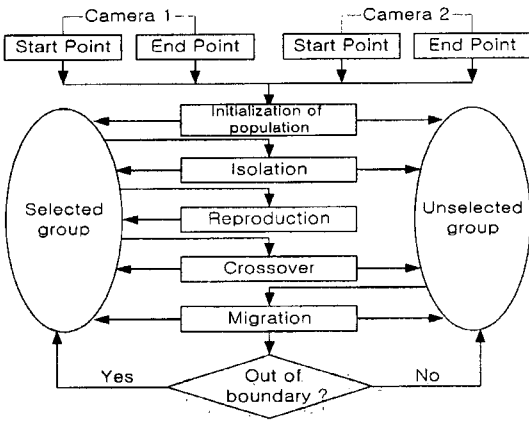 Camera 1
Camera 2
Start Point
End Point
Start Point
End Point
Initialization of
population
Isolation
Selected
group
Reproduction
Unselected
group
Crossover
Migration
Yes
Out of
boundary ?
No